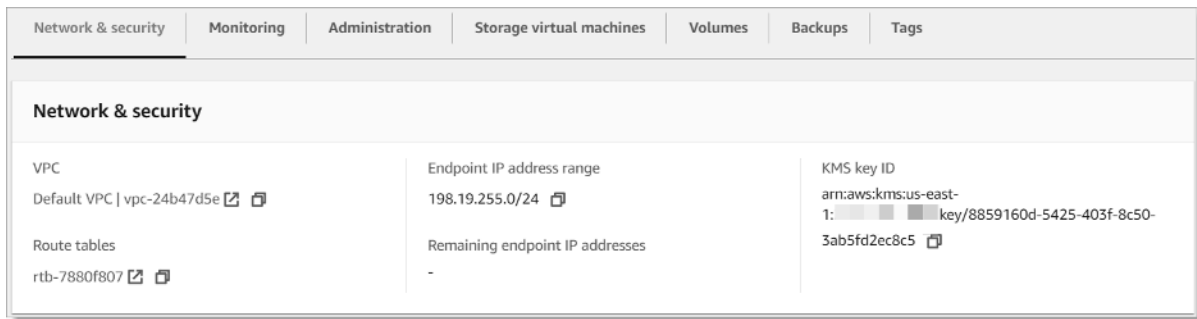 Network & security Monitoring Administration Storage virtual machines Volumes Backups Tags
Network & security
VPC
Default VPC | vpc-24b47d5e
Route tables
rtb-7880f807
Endpoint IP address range
198.19.255.0/24
Remaining endpoint IP addresses
-
KMS key ID
arn:aws:kms:us-east-
1: key/8859160d-5425-403f-8c50-
3ab5fd2ec8c5